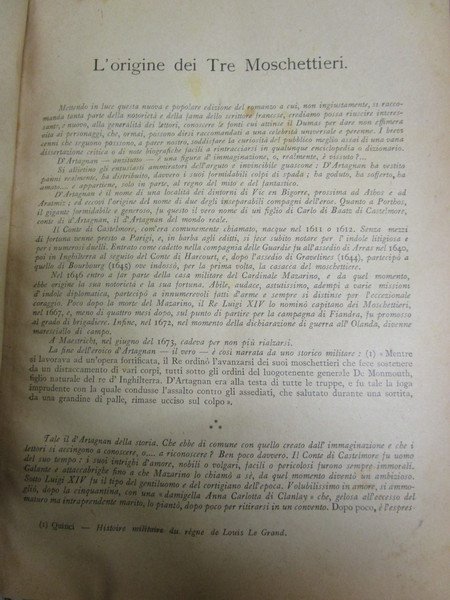 L'origine dei Tre Moschettieri.
Mettendo in luce questa nuova e popolare edizione del romanzo a cui, non ingiustamente, si racco-
manda tanta parte della notorietà e della fama dello scrittore francese, crediamo possa riuscire interes-
sante, e nuovo, alla generalità dei lettori, conoscere le fonti cui attinse il Dumas per dare non effimera
vita ai personaggi, che, ormai, possono dirsi raccomandati a una celebrità universale e perenne. I brevi
cenni che seguono possono, a parer nostro, soddisfare la curiosità del pubblico meglio assai di una vana
dissertazione critica o di note biografiche facili a rintracciarsi in qualunque enciclopedia o dizionario.
D'Artagnan — anzitutto — è una figura d'immaginazione, o, realmente, è vissuto?...
Si allietino gli entusiasti ammiratori dell'arguto e invincibile guascone: D'Artagnan ha vestito
panni reali, ha distribuito, davvero i suoi formidabili colpi di spada; ha goduto, ha sofferto, ha
amato... e appartiene, solo in parte, al regno del mito e del fantastico.
D'Artagnan è il nome di una località dei dintorni di Vic en Bigorre, prossima ad Athos e ad
Aramitz; ed eccovi l'origine del nome di due degli inseparabili compagni dell'eroe. Quanto a Porthos,
il gigante formidabile e generoso, fu questo il vero nome di un figlio di Carlo di Baatz di Castelmore,
conte di d'Artagnan, il d'Artagnan del mondo reale.
Il Conte di Castelmore, com'era comunemente chiamato, nacque nel 1611 o 1612. Senza mezzi
di fortuna venne presto a Parigi, e, in barba agli editti, si fece subito notar per l'indole litigiosa e
per i numerosi duelli. Entrato come cadetto nella compagnia delle Guardie fu all'assedio di Arras nel 1640,
poi in Inghilterra al seguito del Conte di Harcourt, e, dopo l'assedio di Gravelines (1644), partecipò a
quello di Bourbourg (1645) ove indossò, per la prima volta, la casacca del moschettiere.
Nel 1646 entrò a far parte della casa militare del Cardinale Mazarino, e da quel momento,
ebbe origine la sua notorietà e la sua fortuna. Abile, audace, astutissimo, adempì a varie missioni
d'indole diplomatica, partecipò a innumerevoli fatti d'arme e sempre si distinse per l'eccezionale
coraggio. Poco dopo la morte del Mazarino, il Re Luigi XIV lo nominò capitano dei Moschettieri,
nel 1667, e, meno di quattro mesi dopo, sul punto di partire per la campagna di Fiandra, fu promosso
al grado di brigadiere. Infine, nel 1672, nel momento della dichiarazione di guerra all'Olanda, divenne
maresciallo di campo.
A Maestricht, nel giugno del 1673, cadeva per non più rialzarsi.
La fine dell'eroico d'Artagnan — il vero — è così narrata da uno storico militare: (1) «Mentre
si lavorava ad un'opera fortificata, il Re ordinò l'avanzarsi dei suoi moschettieri che fece sostenere
da un distaccamento di vari corpi, tutti sotto gli ordini del luogotenente generale De Monmouth,
figlio naturale del re d'Inghilterra. D'Artagnan era alla testa di tutte le truppe, e fu tale la foga
imprudente con la quale condusse l'assalto contro gli assediati, che salutato durante una sortita,
da una grandine di palle, rimase ucciso sul colpo».
Tale il d'Artagnan della storia. Che ebbe di comune con quello creato dall'immaginazione e che i
lettori si accingono a conoscere, o.... a riconoscere? Ben poco davvero. Il Conte di Castelmore fu uomo
del suo tempo: i suoi intrighi d'amore, nobili o volgari, facili o pericolosi furono sempre immorali.
Galante e attaccabrighe fino a che Mazarino lo chiamò a sè, da quel momento diventò un ambizioso.
Sotto Luigi XIV fu il tipo del gentiluomo e del cortigiano dell'epoca. Volubilissimo in amore, si ammo-
gliò, dopo la cinquantina, con una «damigella Anna Carlotta di Clanlay» che, gelosa all'eccesso del
maturo ma intraprendente marito, lo piantò, dopo poco per ritirarsi in un convento. Dopo poco, è l'espres
(1) Quinci — Histoire militaire du règne de Louis Le Grand.